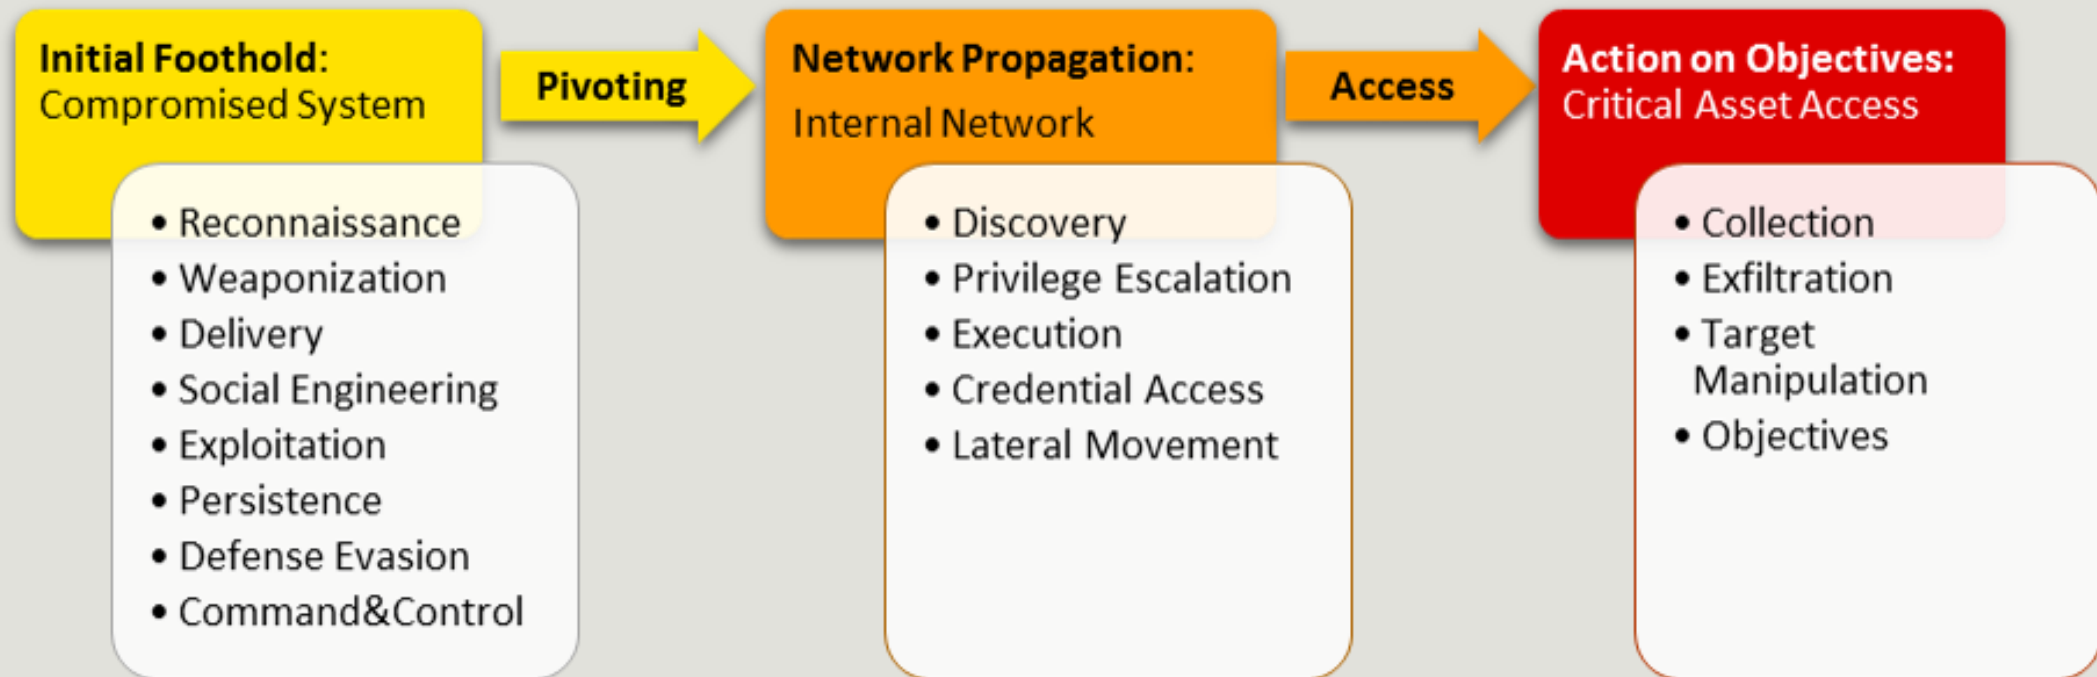 Initial Foothold:
Compromised System
• Reconnaissance
• Weaponization
• Delivery
• Social Engineering
• Exploitation
• Persistence
• Defense Evasion
• Command&Control
Pivoting
Network Propagation:
Internal Network
• Discovery
• Privilege Escalation
• Execution
• Credential Access
• Lateral Movement
Access
Action on Objectives:
Critical Asset Access
• Collection
• Exfiltration
• Target
Manipulation
• Objectives